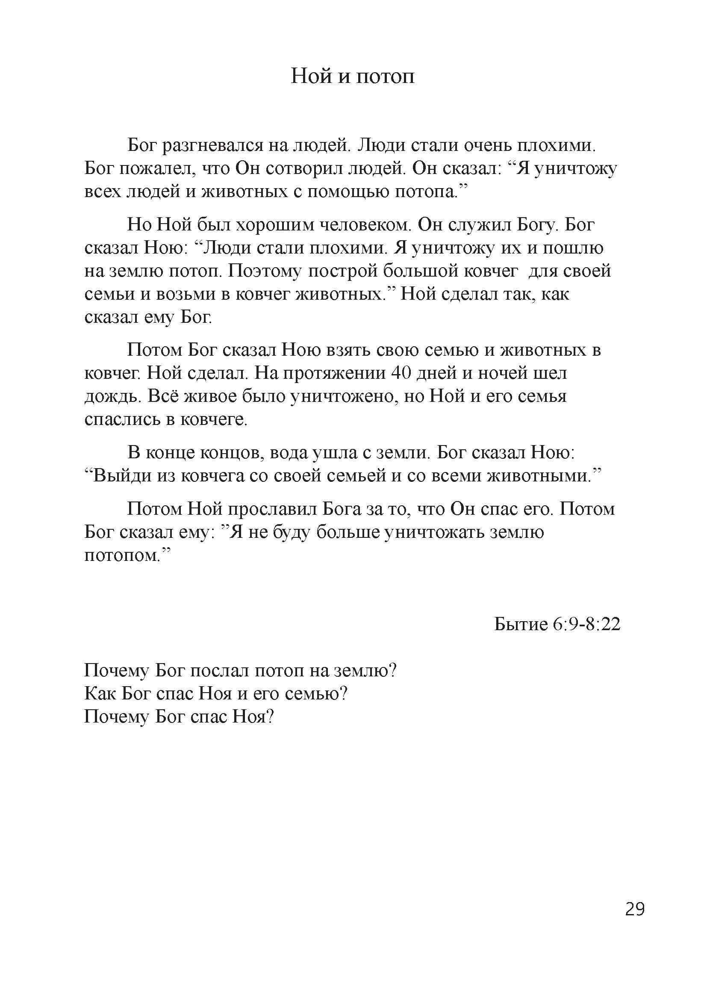 Ной и потоп
Бог разгневался на людей. Люди стали очень плохими.
Бог пожалел, что Он сотворил людей. Он сказал: “Я уничтожу
всех людей и животных с помощью потопа.”
Но Ной был хорошим человеком. Он служил Богу. Бог
сказал Ною: “Люди стали плохими. Я уничтожу их и пошлю
на землю потоп. Поэтому построй большой ковчег  для своей
семьи и возьми в ковчег животных.” Ной сделал так, как
сказал ему Бог.
Потом Бог сказал Ною взять свою семью и животных в
ковчег. Ной сделал. На протяжении 40 дней и ночей шел
дождь. Всё живое было уничтожено, но Ной и его семья
спаслись в ковчеге.
В конце концов, вода ушла с земли. Бог сказал Ною:
“Выйди из ковчега со своей семьей и со всеми животными.”
Потом Ной прославил Бога за то, что Он спас его. Потом
Бог сказал ему: ”Я не буду больше уничтожать землю
потопом.”
Бытие 6:9-8:22
Почему Бог послал потоп на землю?
Как Бог спас Ноя и его семью?
Почему Бог спас Ноя?
29